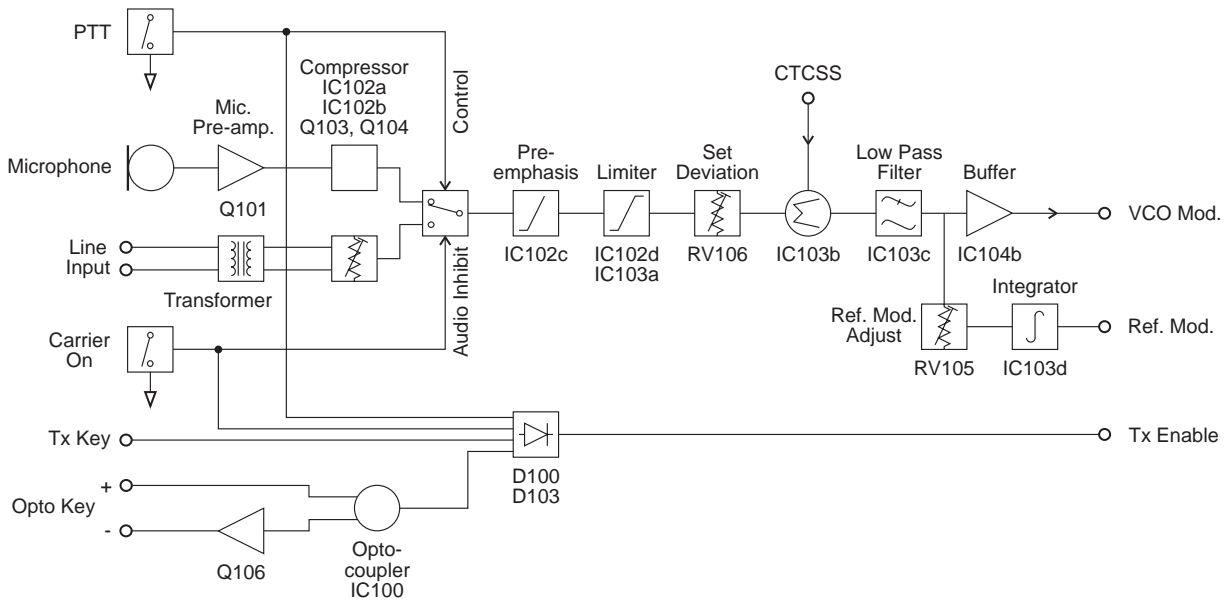 PTT
Mic.
Pre-amp.
Compressor
IC102a
IC102b
Q103, Q104
Control
CTCSS
Microphone
Q101
Pre-
emphasis
IC102c
Limiter
IC102d
IC103a
Set
Deviation
RV106
IC103b
Low Pass
Filter
IC103c
Buffer
IC104b
VCO Mod.
Line
Input
Transformer
Audio Inhibit
Ref. Mod.
Adjust
RV105
Integrator
IC103d
Ref. Mod.
Carrier
On
Tx Key
D100
D103
Tx Enable
Opto Key
+
-
Q106
Opto-
coupler
IC100